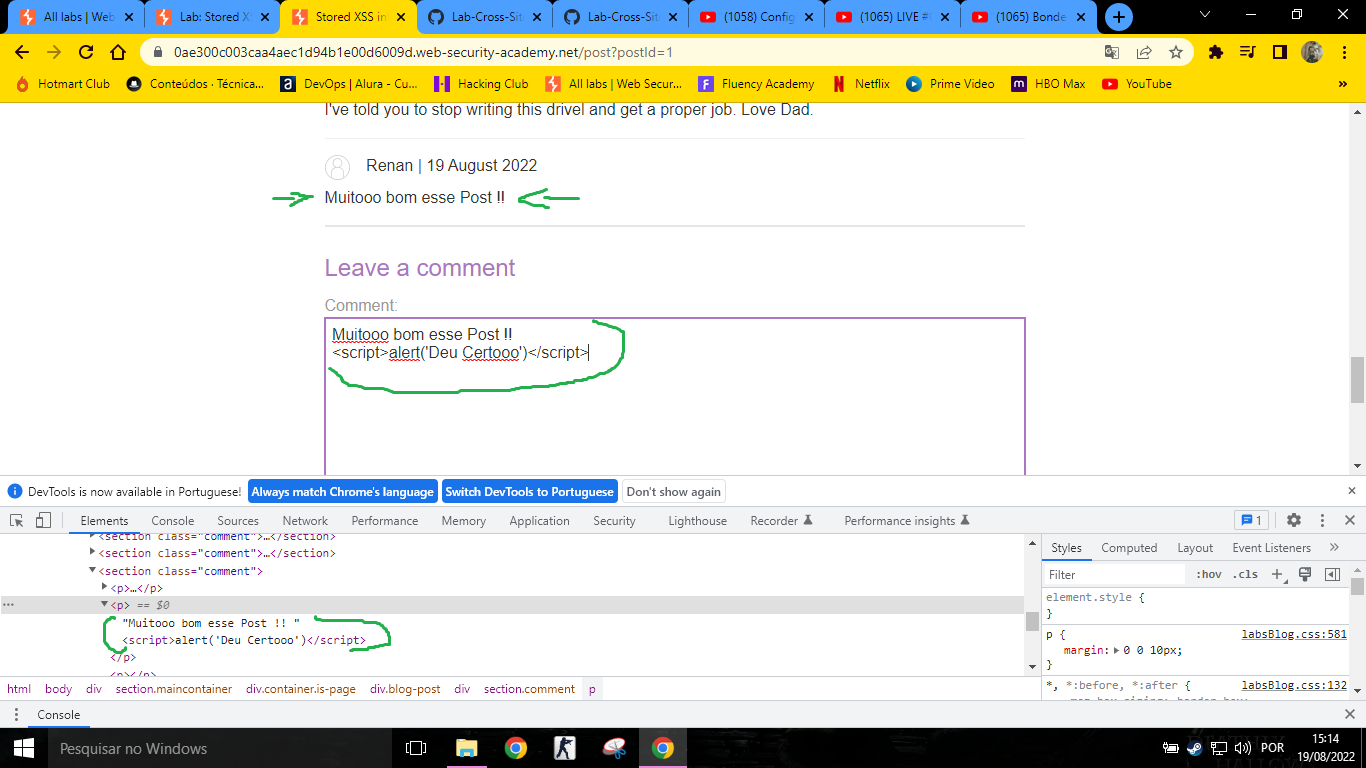 All labs | Web
Lab: Stored X
Stored XSS in
Lab-Cross-Sit
Lab-Cross-Sit
(1058) Config
(1065) LIVE #
(1065) Bonde
0ae300c003caa4aec1d94b1e00d6009d.web-security-academy.net/post?postId=1
Hotmart Club
Conteúdos · Técnica...
DevOps | Alura - Cu...
Hacking Club
All labs | Web Secur...
Fluency Academy
Netflix
Prime Video
HBO Max
YouTube
»
I've told you to stop writing this drivel and get a proper job. Love Dad.
Renan | 19 August 2022
Muitooo bom esse Post !!
Leave a comment
Comment:
Muitooo bom esse Post !!
<script>alert('Deu Certooo')</script>
DevTools is now available in Portuguese! Always match Chrome's language Switch DevTools to Portuguese Don't show again
Elements Console Sources Network Performance Memory Application Security Lighthouse Recorder Performance insights 1
<section class="comment">…</section>
<section class="comment">…</section>
<section class="comment">
<p>…</p>
<p> == $0
"Muitooo bom esse Post !! "
<script>alert('Deu Certooo')</script>
</p>
<p></p>
html body div section.maincontainer div.container.is-page div.blog-post div section.comment p
Styles Computed Layout Event Listeners »
Filter :hov .cls +
element.style {
}
p { labsBlog.css:581
margin: 0 0 10px;
}
*, *:before, *:after { labsBlog.css:132
Console
Pesquisar no Windows
POR
15:14
19/08/2022